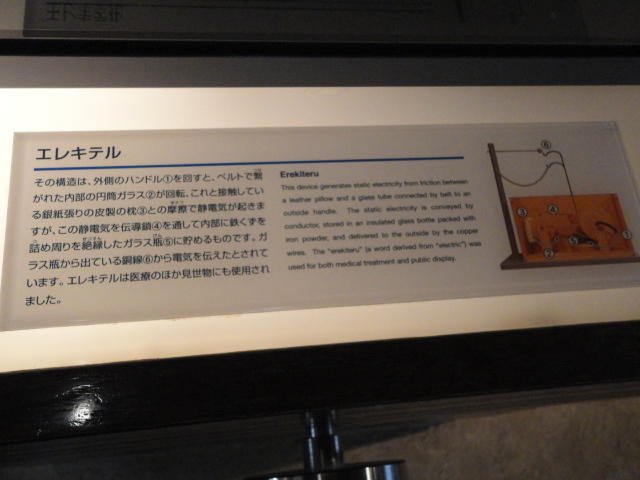 エレキテル
その構造は、外側のハンドル①を回すと、ベルトで繋
がれた内部の円筒ガラス②が回転、これと接触してい
る銀紙張りの皮製の枕③との摩擦で静電気が起きま
すが、この静電気を伝導鎖④を通して内部に鉄くずを
詰め周りを絶縁したガラス瓶⑤に貯めるものです。ガ
ラス瓶から出ている銅線⑥から電気を伝えたとされて
います。エレキテルは医療のほか見世物にも使用され
ました。
Erekiteru
This device generates static electricity from friction between
a leather pillow and a glass tube connected by belt to an
outside handle. The static electricity is conveyed by
conductor, stored in an insulated glass bottle packed with
iron powder, and delivered to the outside by the copper
wires. The "erekiteru" (a word derived from "electric") was
used for both medical treatment and public display.
⑥
③ ④
① ② ⑤